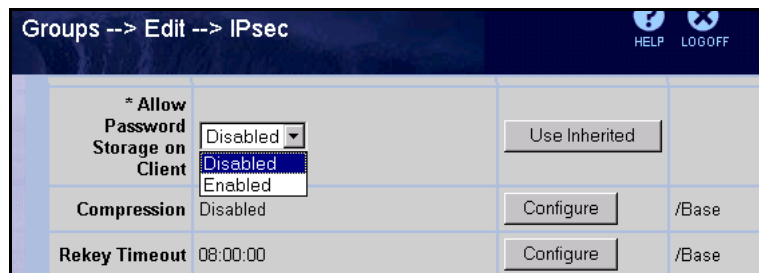 Groups --> Edit --> IPsec
HELP LOGOFF
* Allow
Password
Storage on
Client
Disabled
Disabled
Enabled
Use Inherited
Compression Disabled Configure /Base
Rekey Timeout 08:00:00 Configure /Base